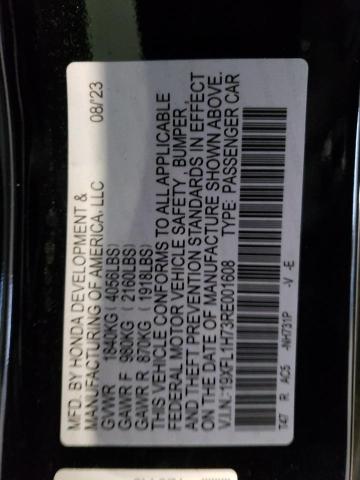 MFD. BY HONDA DEVELOPMENT &
MANUFACTURING OF AMERICA, LLC 08/'23
GVWR 1840KG (4056LBS)
GAWR F 980KG (2160LBS)
GAWR R 870KG (1918LBS)
THIS VEHICLE CONFORMS TO ALL APPLICABLE
FEDERAL MOTOR VEHICLE SAFETY, BUMPER,
AND THEFT PREVENTION STANDARDS IN EFFECT
ON THE DATE OF MANUFACTURE SHOWN ABOVE.
V.I.N.: 19XFL1H73RE001608
TYPE: PASSENGER CAR
T47 R AC5 -NH731P -V -E